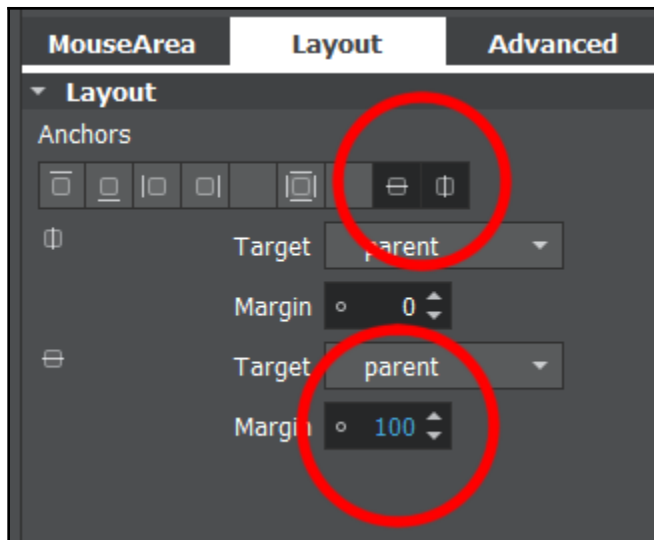 MouseArea Layout Advanced
Layout
Anchors
Target parent
Margin 0
Target parent
Margin 100